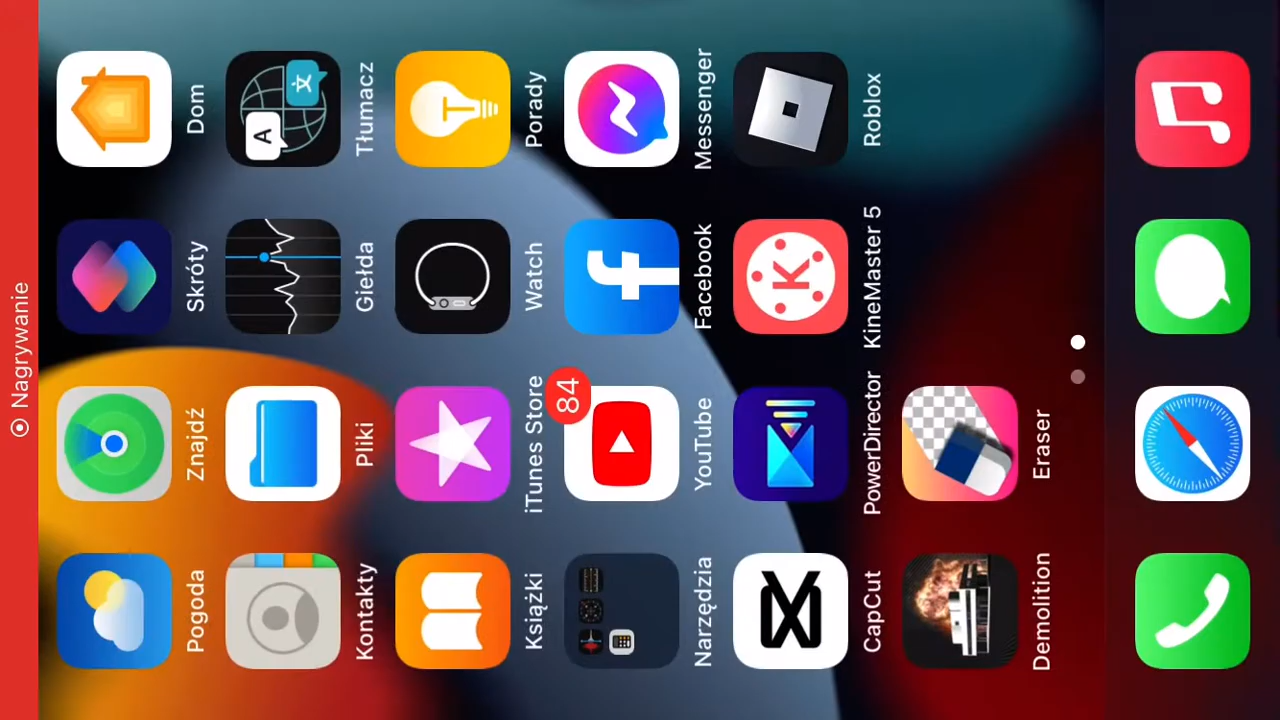 Nagrywanie
Pogoda
Znajdź
Skróty
Dom
Kontakty
Pliki
Giełda
Tłumacz
Książki
iTunes Store
Watch
Porady
84
Narzędzia
YouTube
Facebook
Messenger
CapCut
PowerDirector
KineMaster 5
Roblox
Demolition
Eraser